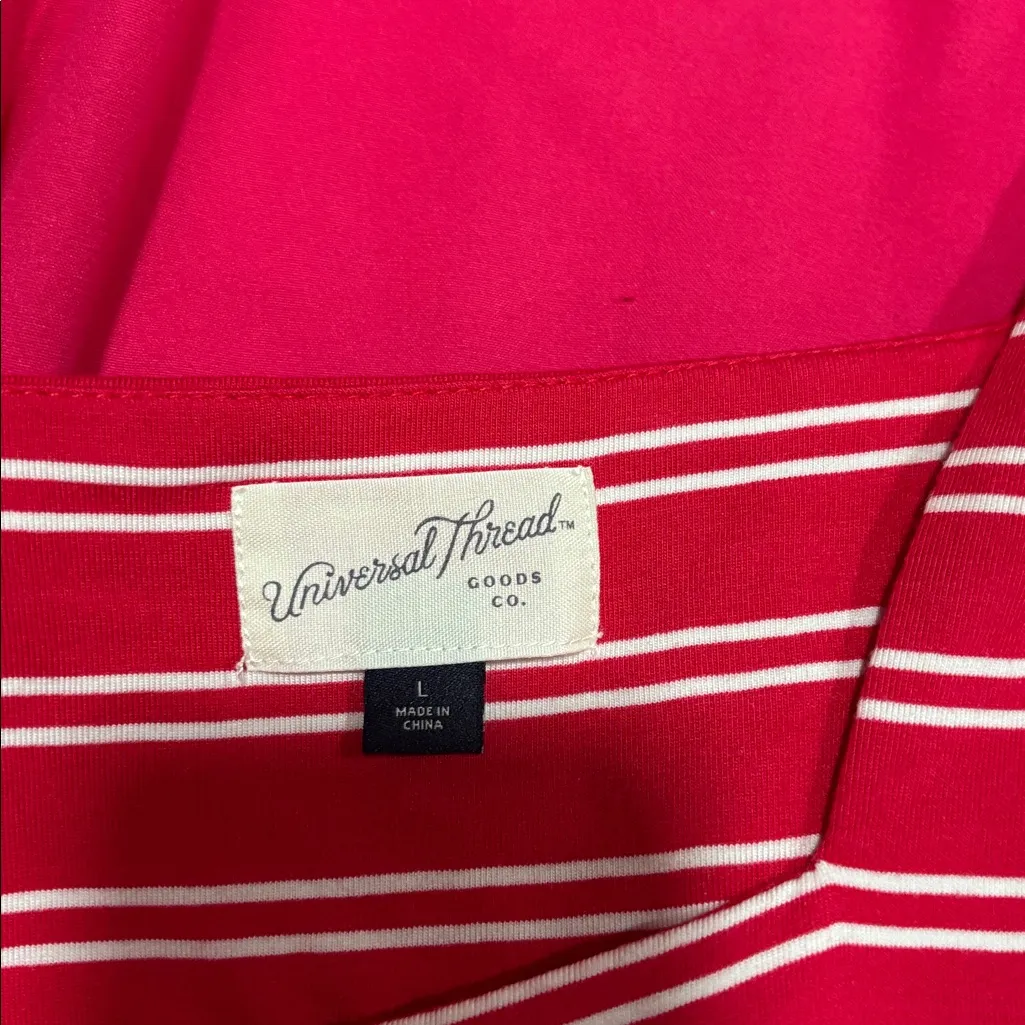 Universal Thread™
GOODS
CO.
L
MADE IN
CHINA